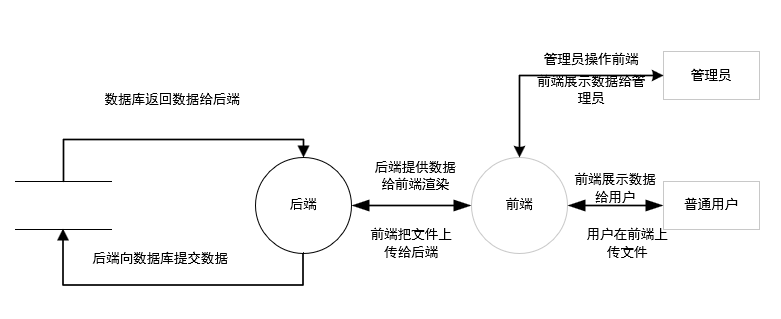 管理员操作前端
前端展示数据给管
理员
管理员
数据库返回数据给后端
后端提供数据
给前端渲染
前端展示数据
给用户
后端
前端
普通用户
前端把文件上
传给后端
用户在前端上
传文件
后端向数据库提交数据